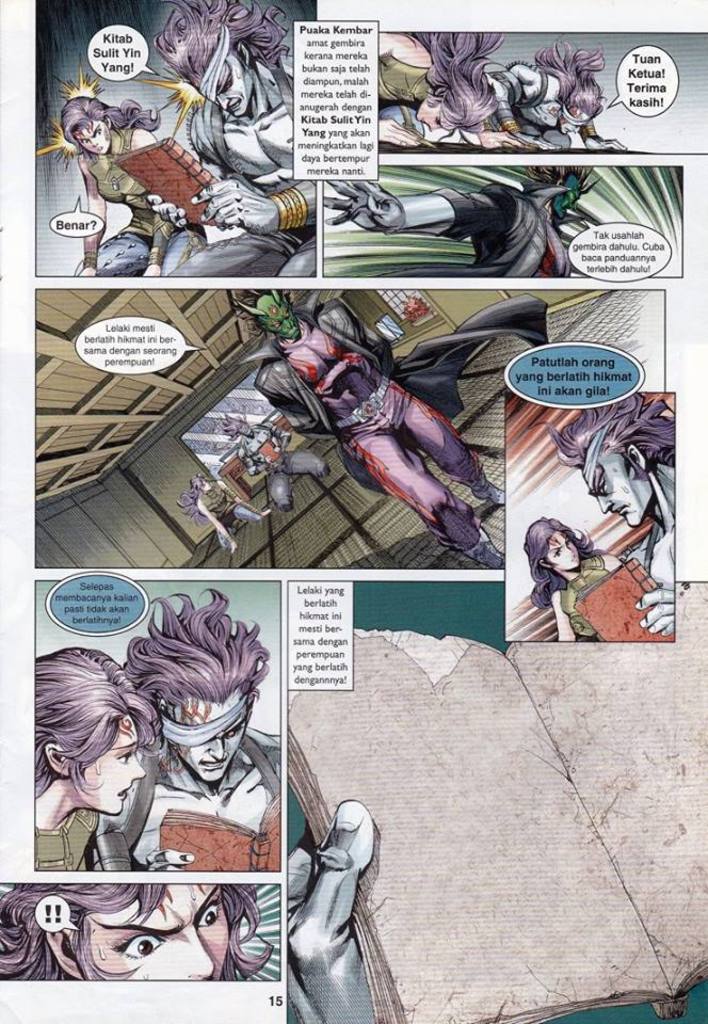 Kitab
Sulit Yin
Yang!
Benar?
Puaka Kembar
amat gembira
kerana mereka
bukan saja telah
diampun, malah
mereka telah di-
anugerah dengan
Kitab Sulit Yin
Yang yang akan
meningkatkan lagi
daya bertempur
mereka nanti.
Tuan
Ketua!
Terima
kasih!
Tak usahlah
gembira dahulu. Cuba
baca panduannya
terlebih dahulu!
Lelaki mesti
berlatih hikmat ini ber-
sama dengan seorang
perempuan!
Patutlah orang
yang berlatih hikmat
ini akan gila!
Selepas
membacanya kalian
pasti tidak akan
berlatihnya!
Lelaki yang
berlatih
hikmat ini
mesti ber-
sama dengan
perempuan
yang berlatih
dengannnya!
!!
15